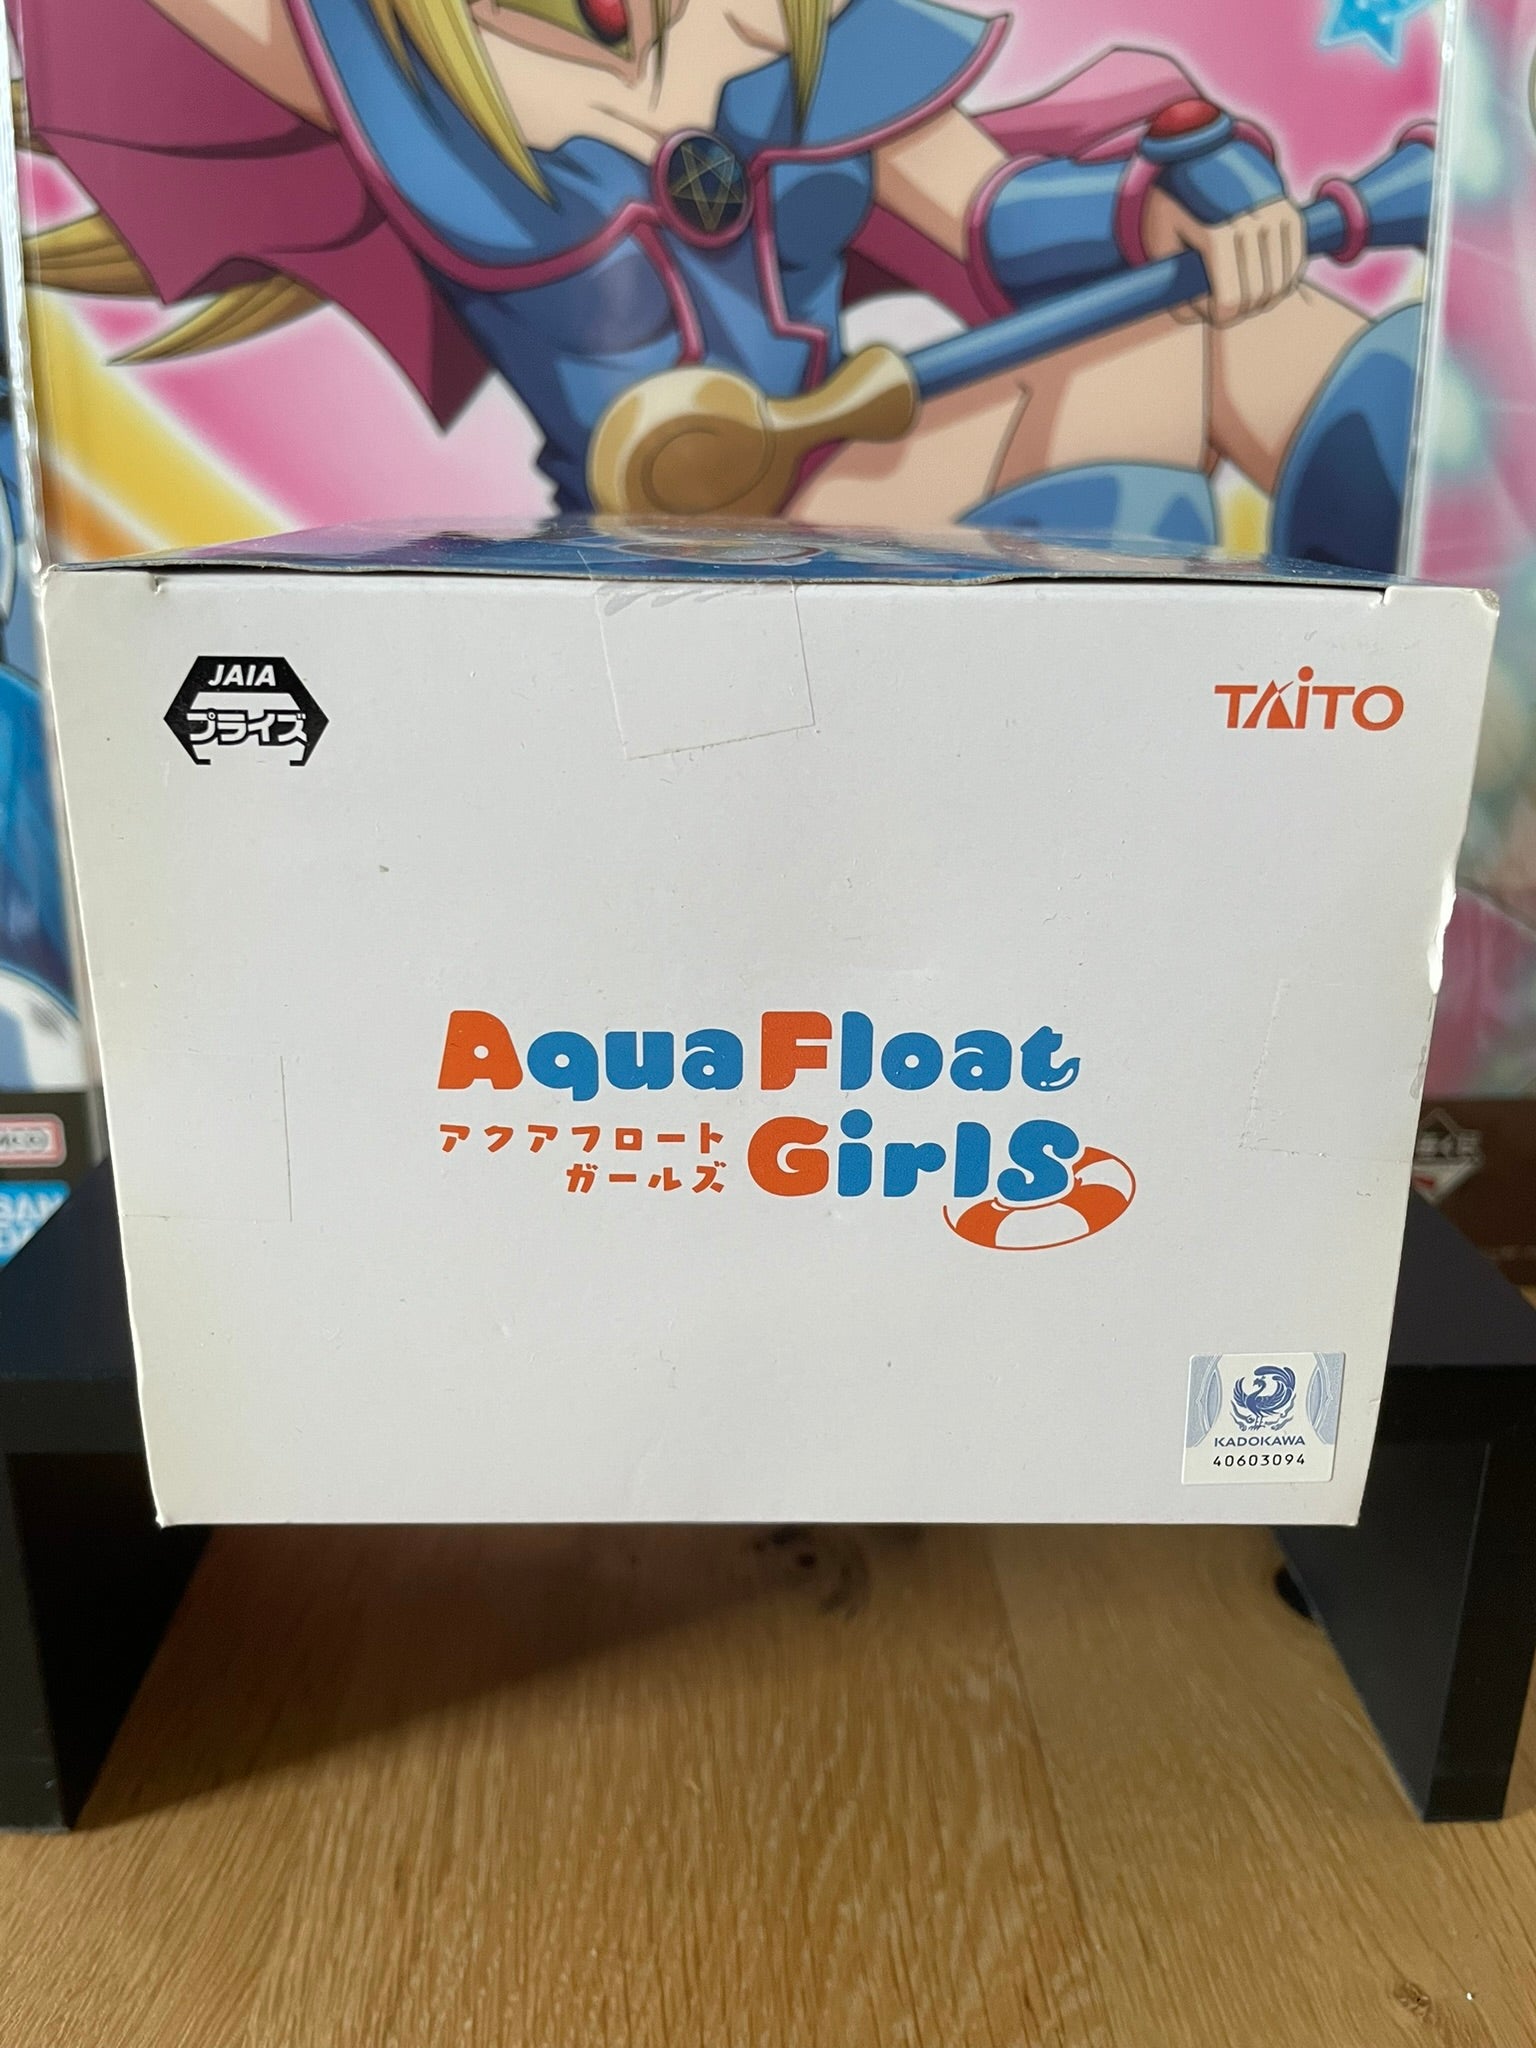 JAIA
プライズ
TAITO
Aqua Float
アクアフロート
ガールズ
Girls
KADOKAWA
40603094